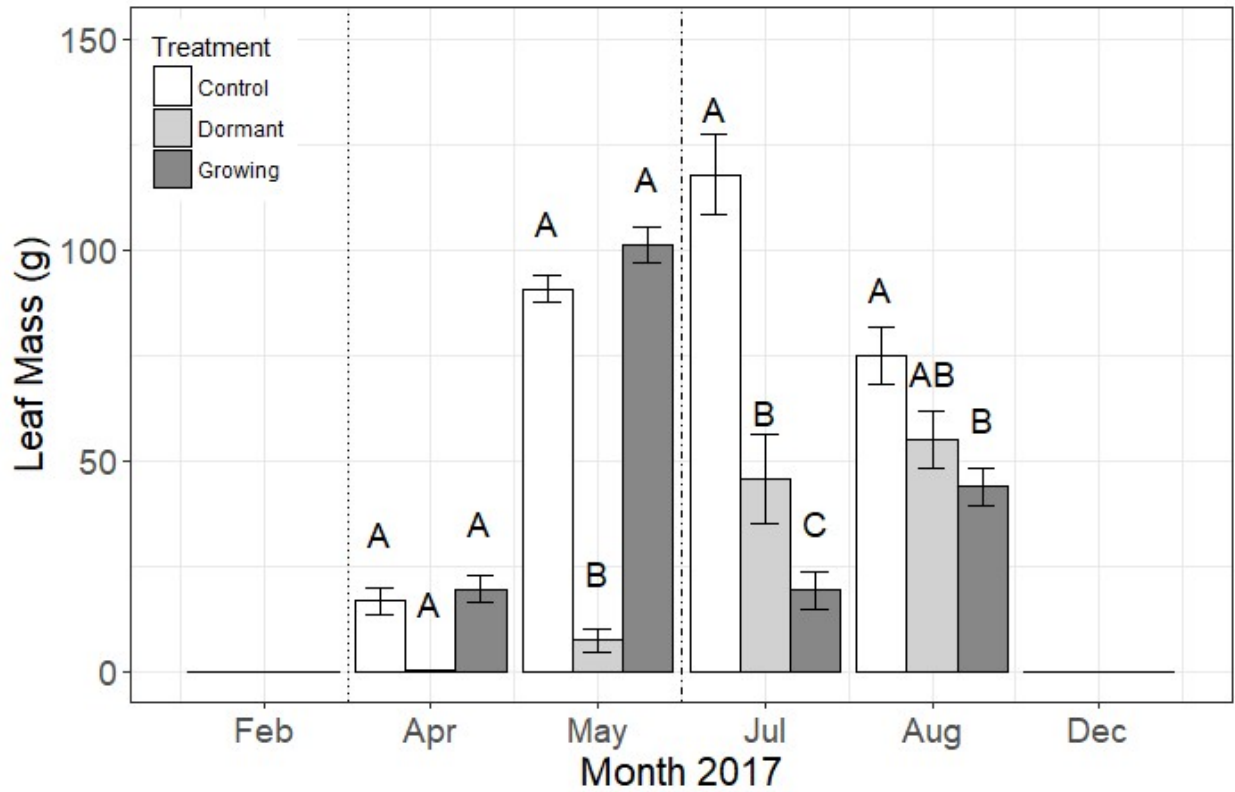 Treatment
Control
Dormant
Growing
150
100
50
0
Leaf Mass (g)
A
A
A
A
B
A
A
B
C
A
AB
B
Feb
Apr
May
Jul
Aug
Dec
Month 2017